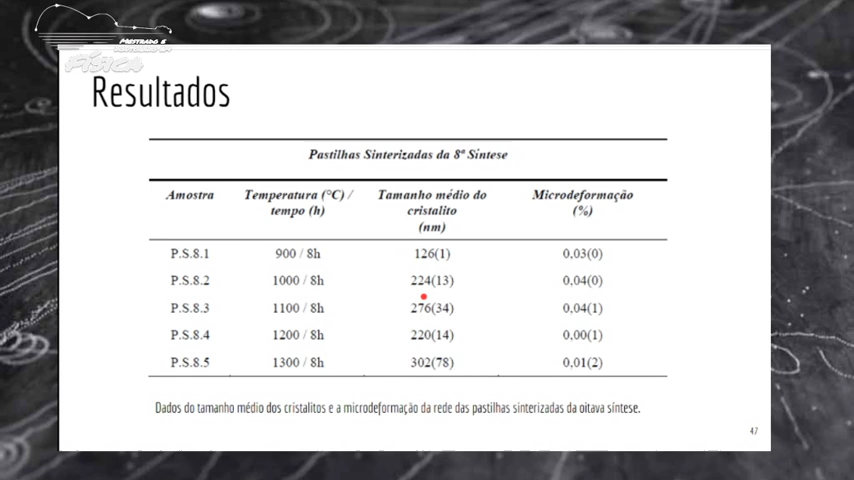 MESTRADO E
FÍSICA
Resultados
Pastilhas Sinterizadas da 8ª Síntese
Amostra Temperatura (°C) / tempo (h) Tamanho médio do cristalito (nm) Microdeformação (%)
P.S.8.1 900 / 8h 126(1) 0,03(0)
P.S.8.2 1000 / 8h 224(13) 0,04(0)
P.S.8.3 1100 / 8h 276(34) 0,04(1)
P.S.8.4 1200 / 8h 220(14) 0,00(1)
P.S.8.5 1300 / 8h 302(78) 0,01(2)
Dados do tamanho médio dos cristalitos e a microdeformação da rede das pastilhas sinterizadas da oitava síntese.
47